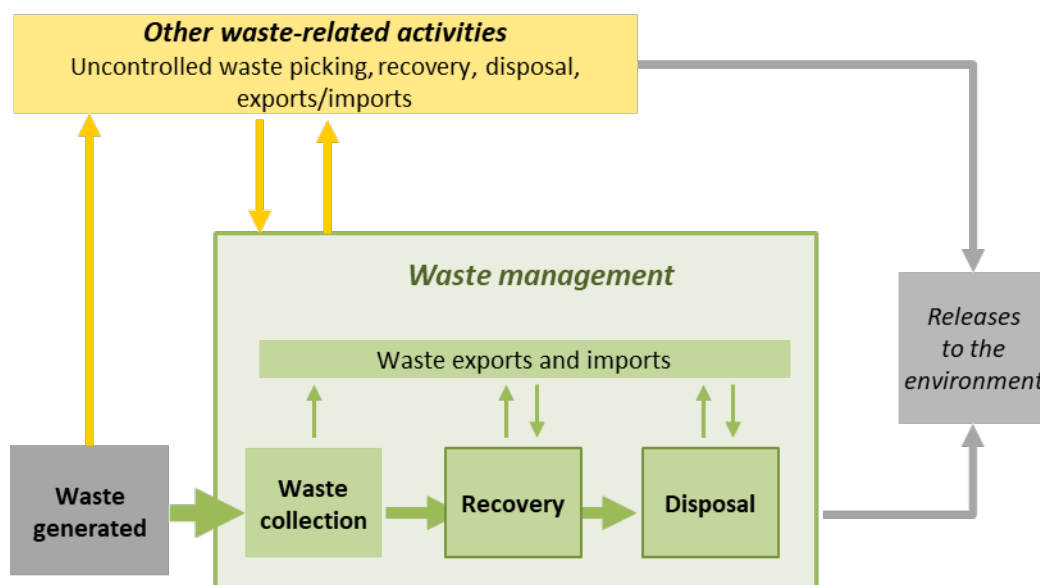 Other waste-related activities
Uncontrolled waste picking, recovery, disposal,
exports/imports
Waste management
Waste exports and imports
Releases
to the
environment
Waste
generated
Waste
collection
Recovery
Disposal